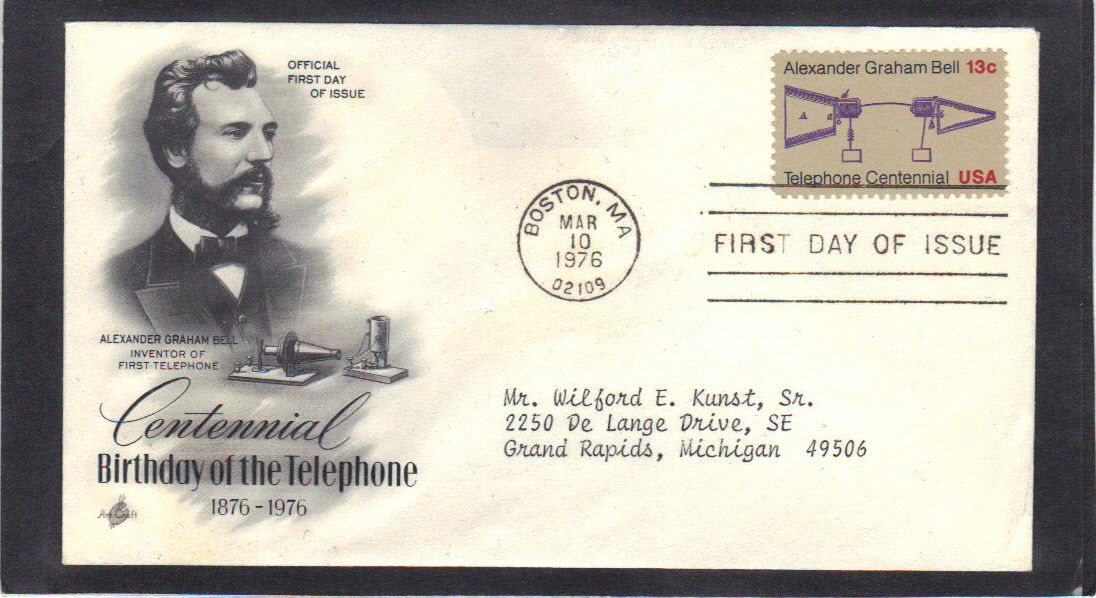 OFFICIAL
FIRST DAY
OF ISSUE
ALEXANDER GRAHAM BELL
INVENTOR OF
FIRST TELEPHONE
Centennial
Birthday of the Telephone
1876 - 1976
Art Craft
BOSTON, MA
MAR
10
1976
02109
Alexander Graham Bell 13c
A
a
d
b
h
i
Telephone Centennial USA
FIRST DAY OF ISSUE
Mr. Wilford E. Kunst, Sr.
2250 De Lange Drive, SE
Grand Rapids, Michigan 49506